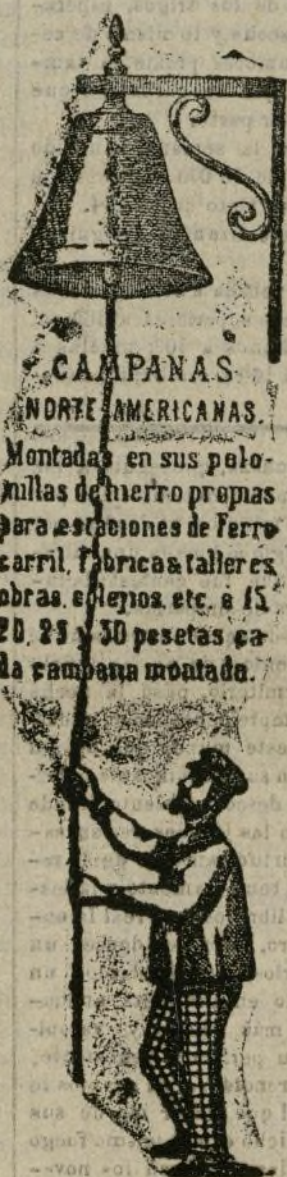 CAMPANAS
NORTE AMERICANAS.
Montadas en sus palo-
millas de hierro propias
para estaciones de Ferro
carril, fábricas talleres,
obras, colegios, etc. á 15,
20, 25 y 30 pesetas ca-
da campana montada.